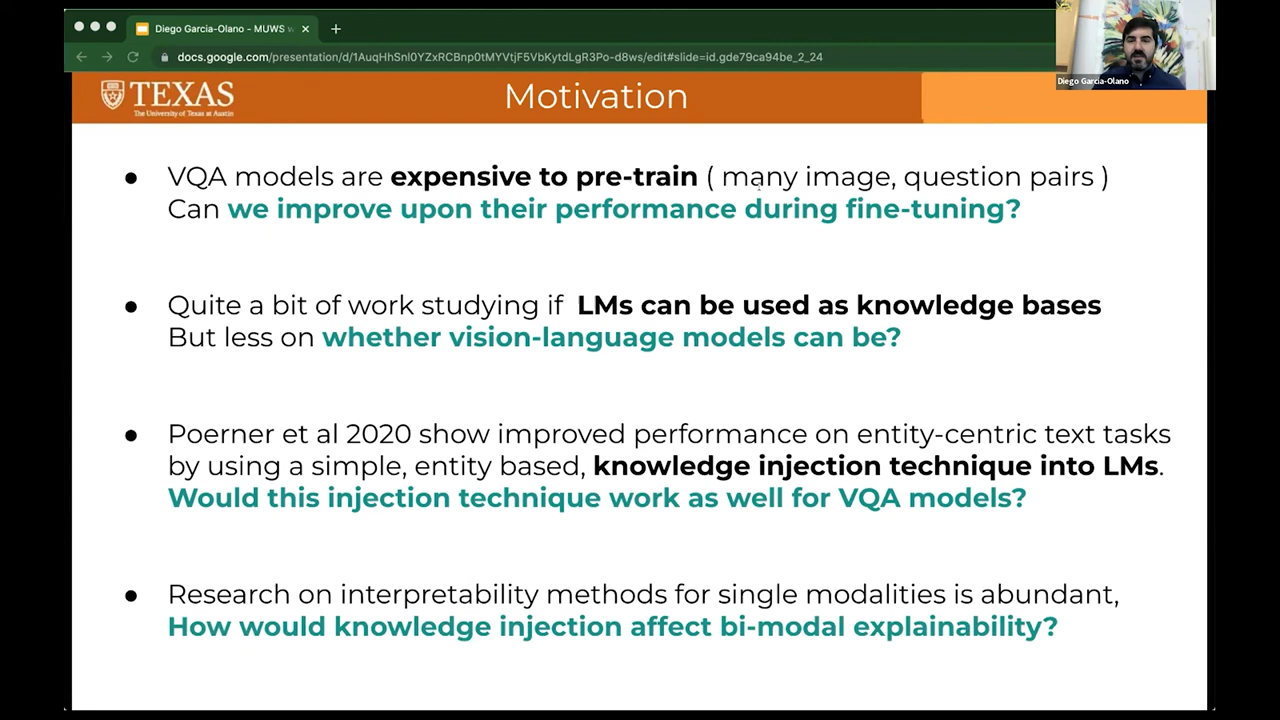 Diego Garcia-Olano - MUWS w
docs.google.com/presentation/d/1AuqHhSnl0YZxRCBnp0tMYVtjF5VbKytdLgR3Po-d8ws/edit#slide=id.gde79ca94be_2_24
Diego Garcia-Olano
TEXAS
The University of Texas at Austin
Motivation
● VQA models are expensive to pre-train ( many image, question pairs )
Can we improve upon their performance during fine-tuning?
● Quite a bit of work studying if LMs can be used as knowledge bases
But less on whether vision-language models can be?
● Poerner et al 2020 show improved performance on entity-centric text tasks
by using a simple, entity based, knowledge injection technique into LMs.
Would this injection technique work as well for VQA models?
● Research on interpretability methods for single modalities is abundant,
How would knowledge injection affect bi-modal explainability?